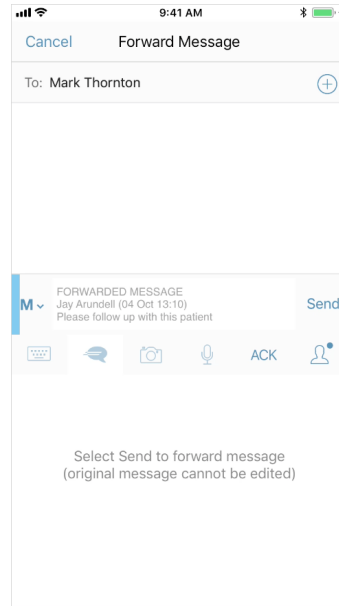 9:41 AM
Cancel Forward Message
To: Mark Thornton
FORWARDED MESSAGE
Jay Arundell (04 Oct 13:10)
Please follow up with this patient
M Send
ACK
Select Send to forward message
(original message cannot be edited)